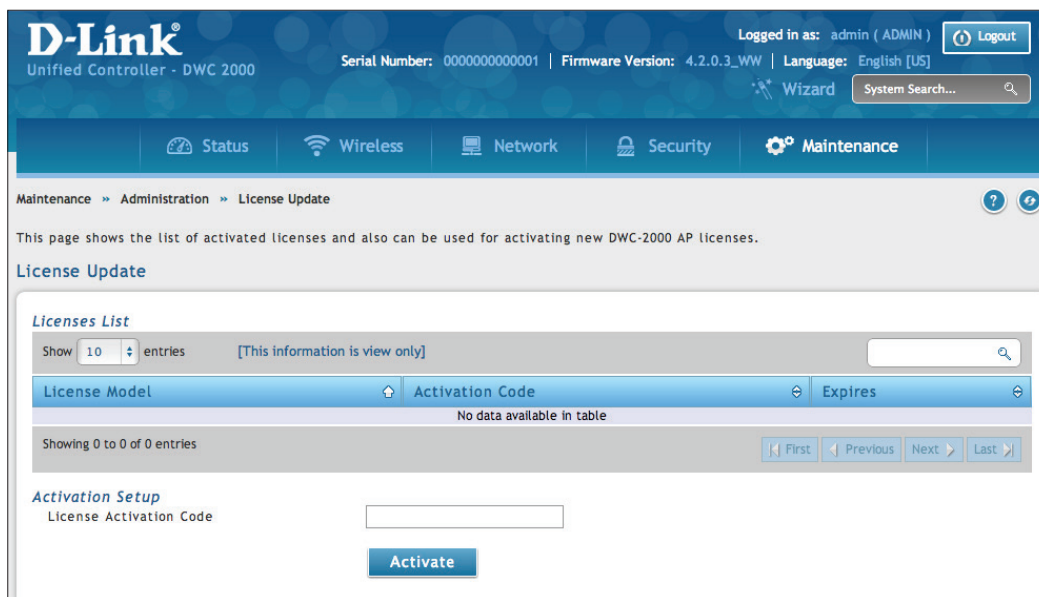 D-Link®
Unified Controller - DWC 2000
Logged in as: admin ( ADMIN ) Logout
Serial Number: 0000000000001 | Firmware Version: 4.2.0.3_WW | Language: English [US]
Wizard System Search...
Status Wireless Network Security Maintenance
Maintenance » Administration » License Update
?
This page shows the list of activated licenses and also can be used for activating new DWC-2000 AP licenses.
License Update
Licenses List
Show 10 entries [This information is view only]
License Model Activation Code Expires
No data available in table
Showing 0 to 0 of 0 entries First Previous Next Last
Activation Setup
License Activation Code
Activate